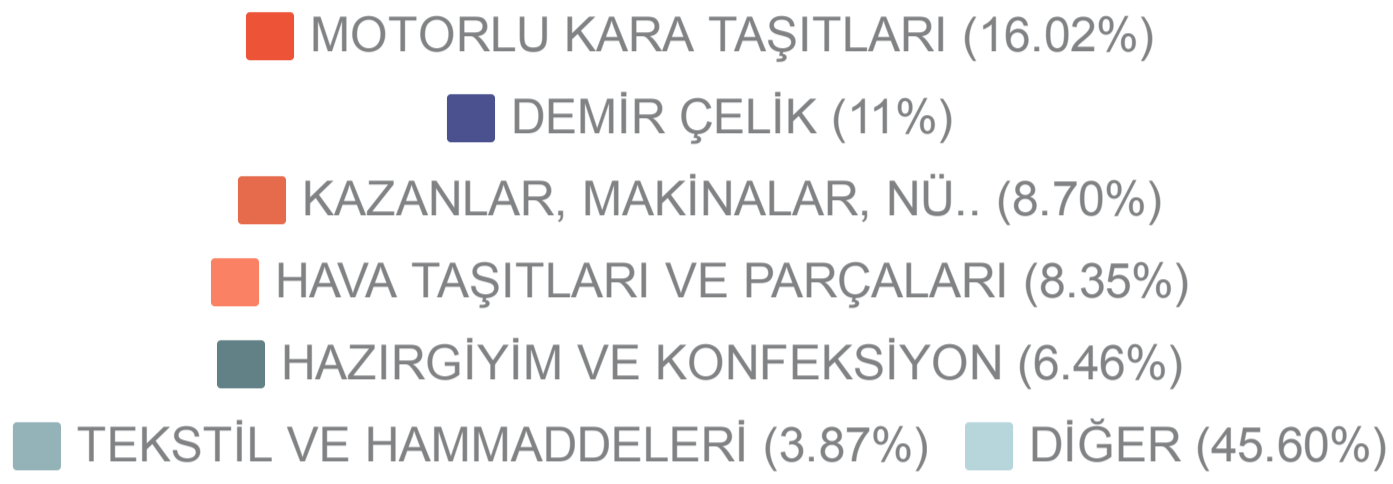 MOTORLU KARA TAŞITLARI (16.02%)
DEMİR ÇELİK (11%)
KAZANLAR, MAKİNALAR, NÜ.. (8.70%)
HAVA TAŞITLARI VE PARÇALARI (8.35%)
HAZIRGİYİM VE KONFEKSİYON (6.46%)
TEKSTİL VE HAMMADDELERİ (3.87%) DİĞER (45.60%)